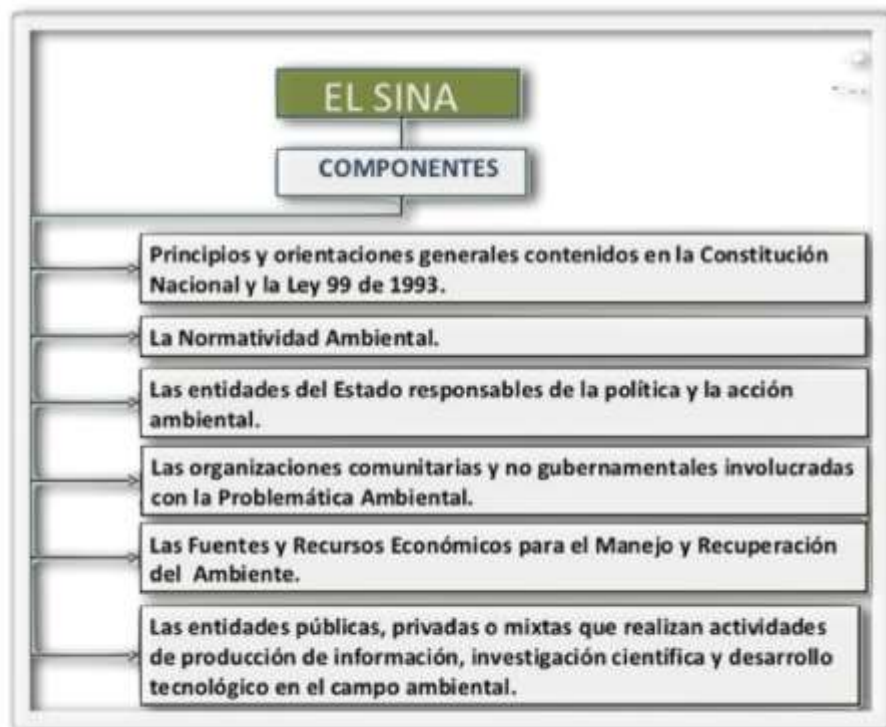 EL SINA
COMPONENTES
Principios y orientaciones generales contenidos en la Constitución
Nacional y la Ley 99 de 1993.
La Normatividad Ambiental.
Las entidades del Estado responsables de la política y la acción
ambiental.
Las organizaciones comunitarias y no gubernamentales involucradas
con la Problemática Ambiental.
Las Fuentes y Recursos Económicos para el Manejo y Recuperación
del Ambiente.
Las entidades públicas, privadas o mixtas que realizan actividades
de producción de información, investigación científica y desarrollo
tecnológico en el campo ambiental.